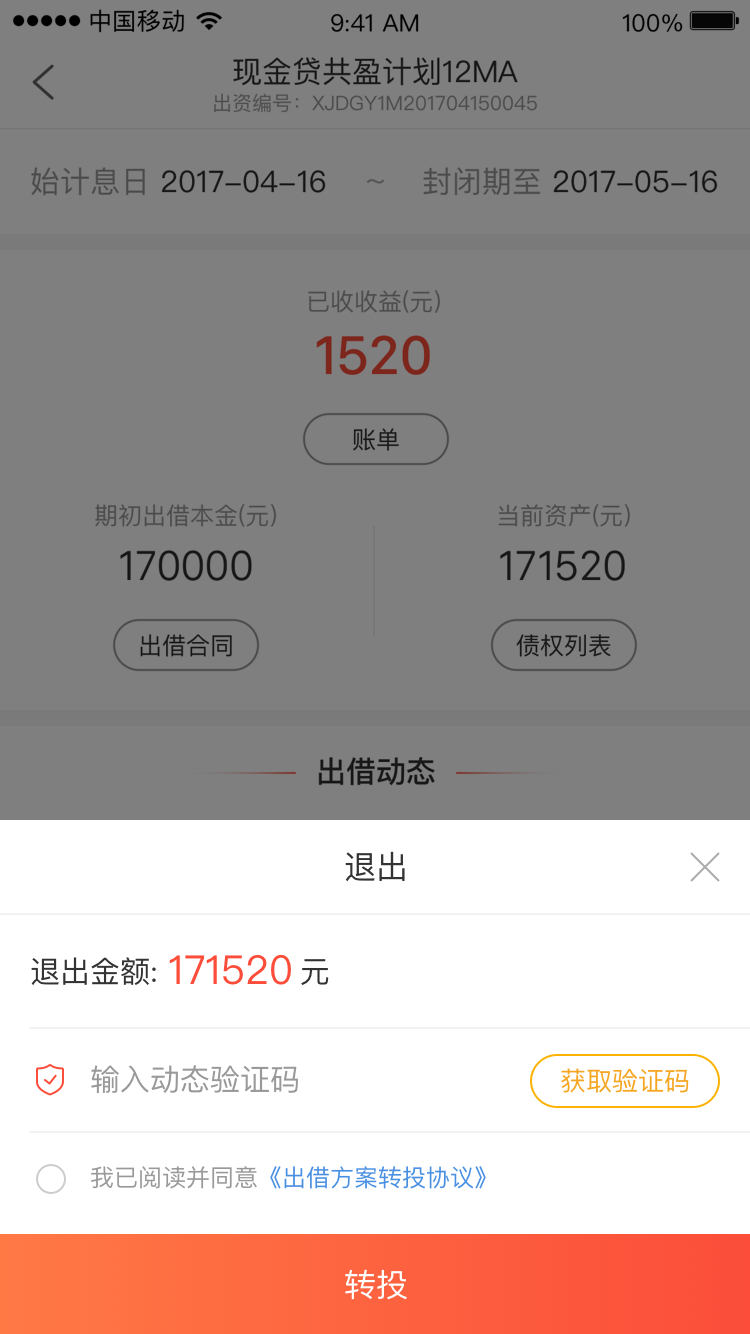 中国移动 9:41 AM 100%
现金贷共盈计划12MA
出资编号：XJDGY1M201704150045
始计息日 2017-04-16 ~ 封闭期至 2017-05-16
已收收益(元)
1520
账单
期初出借本金(元) 当前资产(元)
170000 171520
出借合同 债权列表
出借动态
退出
退出金额: 171520 元
输入动态验证码 获取验证码
我已阅读并同意《出借方案转投协议》
转投